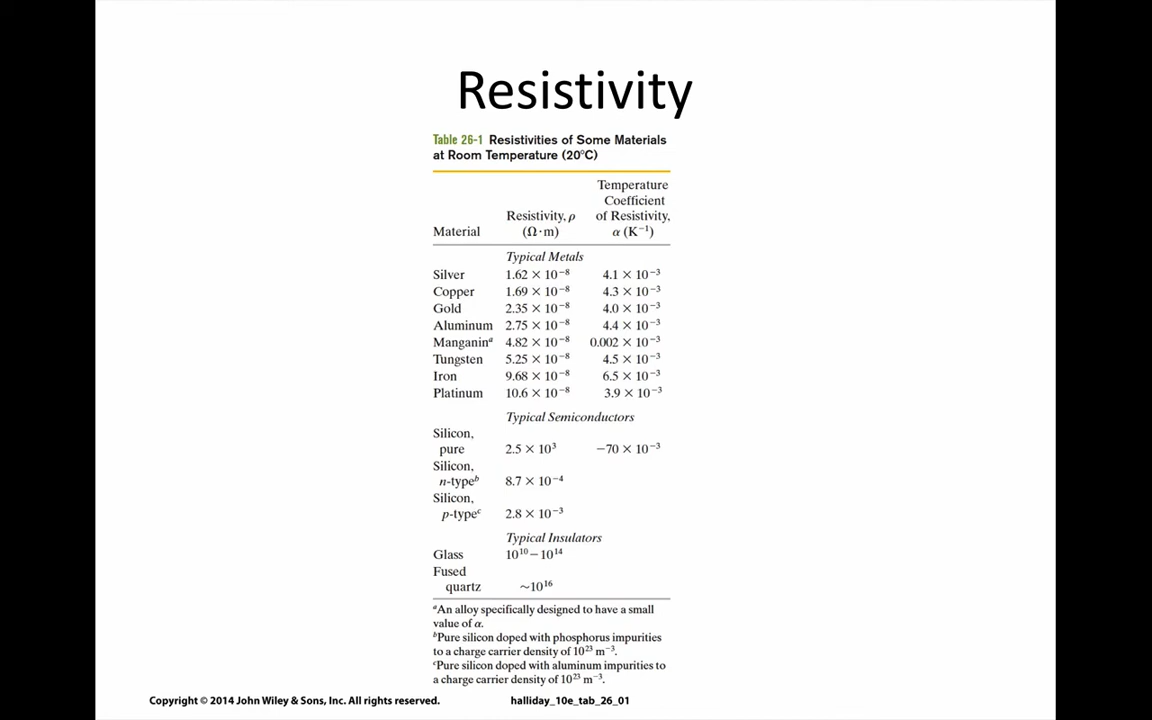 Resistivity
Table 26-1 Resistivities of Some Materials
at Room Temperature (20°C)
Temperature
Coefficient
Resistivity, ρ of Resistivity,
Material (Ω·m) α (K⁻¹)
Typical Metals
Silver 1.62 × 10⁻⁸ 4.1 × 10⁻³
Copper 1.69 × 10⁻⁸ 4.3 × 10⁻³
Gold 2.35 × 10⁻⁸ 4.0 × 10⁻³
Aluminum 2.75 × 10⁻⁸ 4.4 × 10⁻³
Manganinᵃ 4.82 × 10⁻⁸ 0.002 × 10⁻³
Tungsten 5.25 × 10⁻⁸ 4.5 × 10⁻³
Iron 9.68 × 10⁻⁸ 6.5 × 10⁻³
Platinum 10.6 × 10⁻⁸ 3.9 × 10⁻³
Typical Semiconductors
Silicon,
pure 2.5 × 10³ −70 × 10⁻³
Silicon,
n-typeᵇ 8.7 × 10⁻⁴
Silicon,
p-typeᶜ 2.8 × 10⁻³
Typical Insulators
Glass 10¹⁰ – 10¹⁴
Fused
quartz ~10¹⁶
ᵃAn alloy specifically designed to have a small
value of α.
ᵇPure silicon doped with phosphorus impurities
to a charge carrier density of 10²³ m⁻³.
ᶜPure silicon doped with aluminum impurities to
a charge carrier density of 10²³ m⁻³.
Copyright © 2014 John Wiley & Sons, Inc. All rights reserved. halliday_10e_tab_26_01